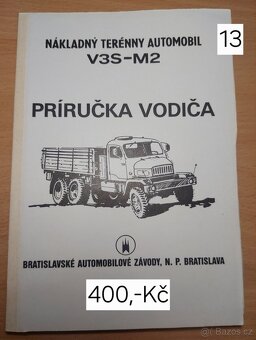 13
NÁKLADNÝ TERÉNNY AUTOMOBIL
V3S-M2
PRÍRUČKA VODIČA
BRATISLAVSKÉ AUTOMOBILOVÉ ZÁVODY, N. P. BRATISLAVA
400,-Kč